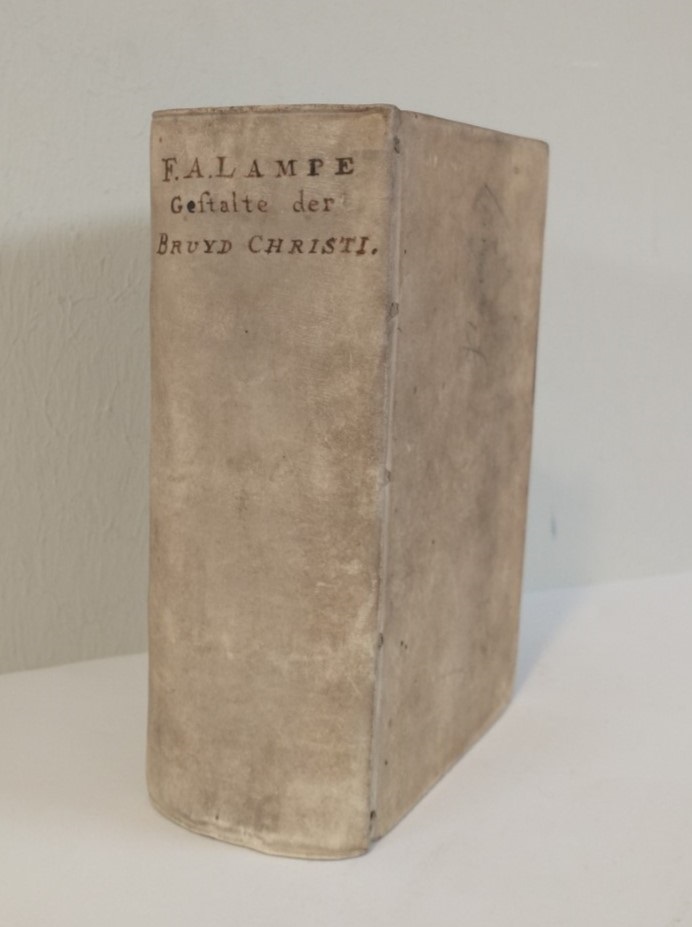 F. A. LAMPE
Geſtalte der
BRUYD CHRISTI.